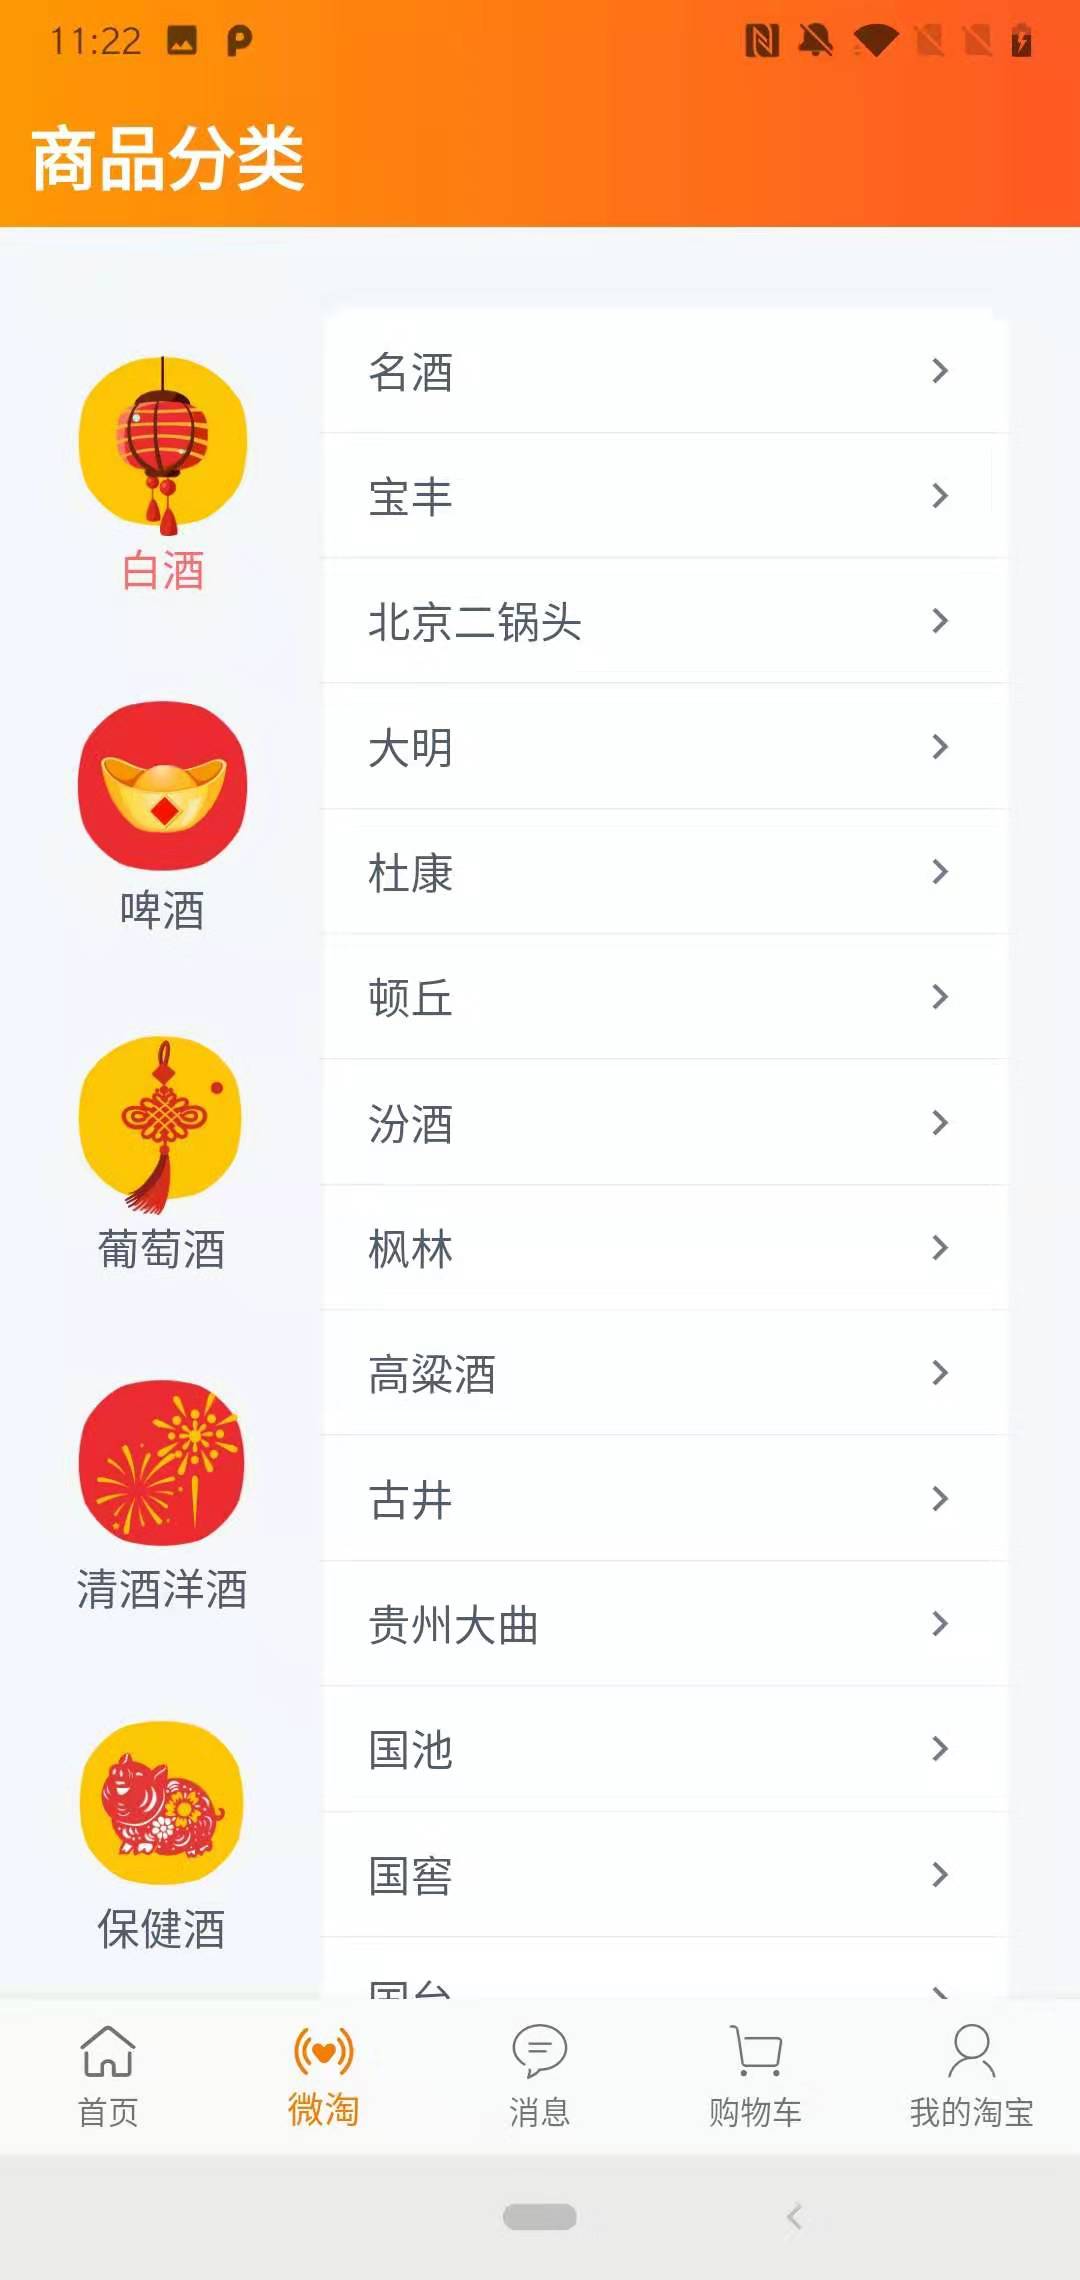 11:22
商品分类
白酒
啤酒
葡萄酒
清酒洋酒
保健酒
名酒
宝丰
北京二锅头
大明
杜康
顿丘
汾酒
枫林
高粱酒
古井
贵州大曲
国池
国窖
国台
首页
微淘
消息
购物车
我的淘宝